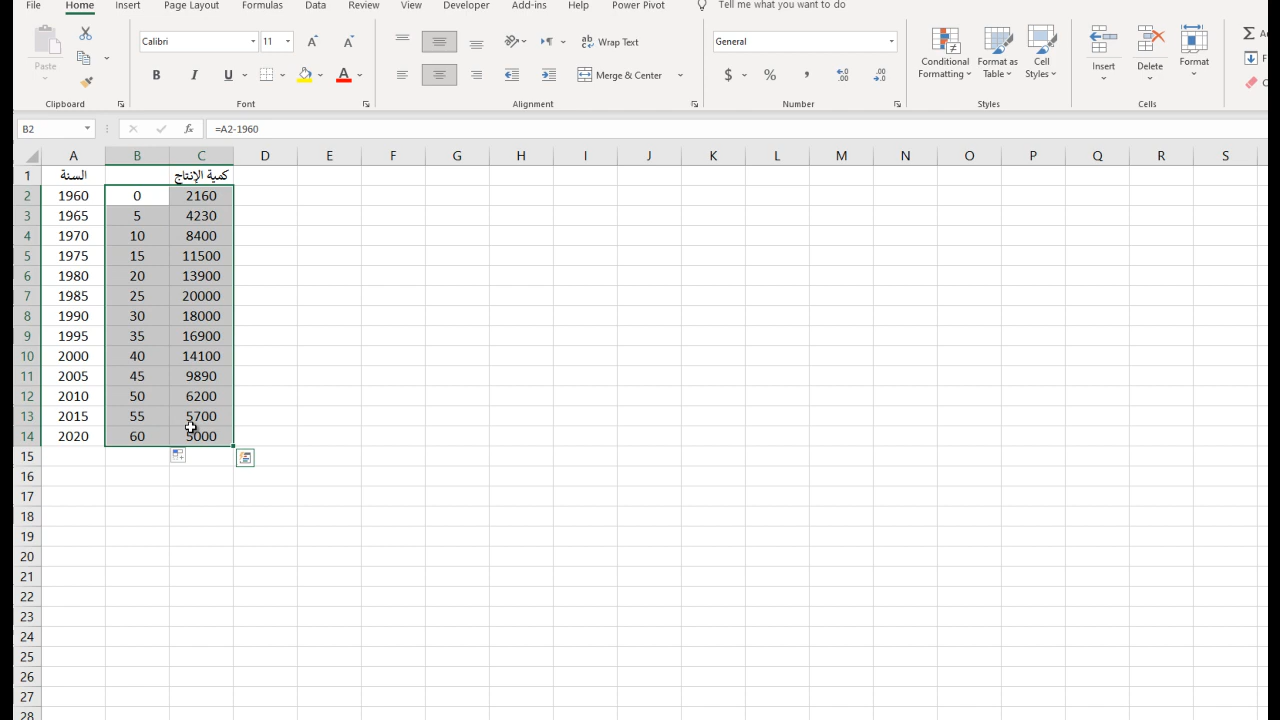 File Home Insert Page Layout Formulas Data Review View Developer Add-ins Help Power Pivot Tell me what you want to do
Calibri 11 A A ab Wrap Text General
Paste B I U A Merge & Center $ % , Conditional Formatting Format as Table Cell Styles Insert Delete Format
Clipboard Font Alignment Number Styles Cells
B2 fx =A2-1960
A B C D E F G H I J K L M N O P Q R S
1 السنة كمية الإنتاج
2 1960 0 2160
3 1965 5 4230
4 1970 10 8400
5 1975 15 11500
6 1980 20 13900
7 1985 25 20000
8 1990 30 18000
9 1995 35 16900
10 2000 40 14100
11 2005 45 9890
12 2010 50 6200
13 2015 55 5700
14 2020 60 5000
15
16
17
18
19
20
21
22
23
24
25
26
27
28